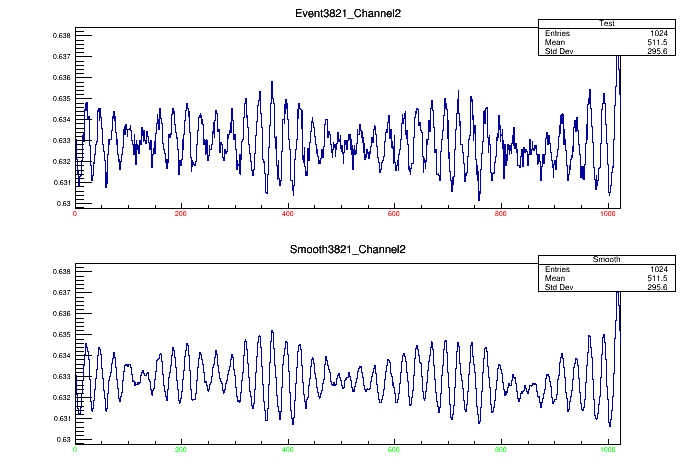 Event3821_Channel2
Test
Entries 1024
Mean 511.5
Std Dev 295.6
0.638
0.637
0.636
0.635
0.634
0.633
0.632
0.631
0.63
0 200 400 600 800 1000
Smooth3821_Channel2
Smooth
Entries 1024
Mean 511.5
Std Dev 295.6
0.638
0.637
0.636
0.635
0.634
0.633
0.632
0.631
0.63
0 200 400 600 800 1000